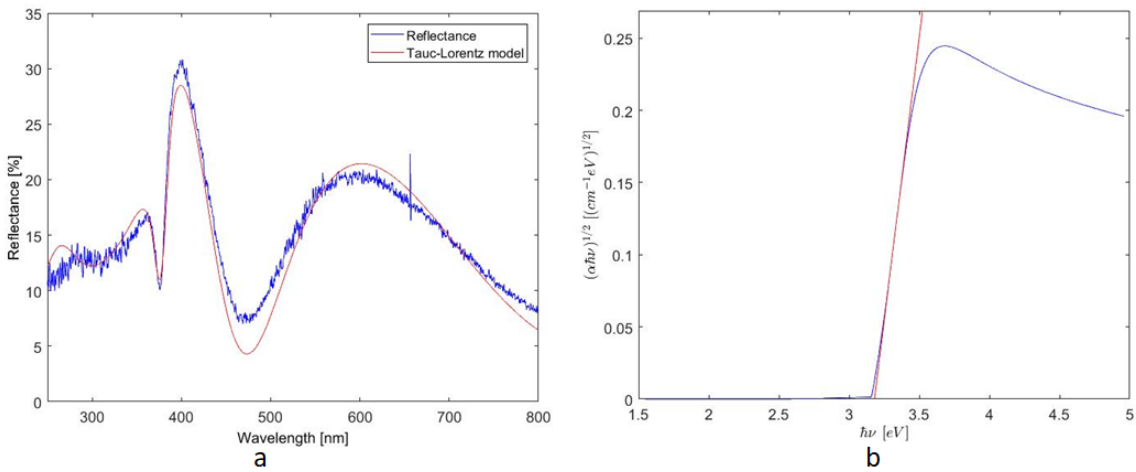 35
30
25
20
15
10
5
0
Reflectance [%]
Reflectance
Tauc-Lorentz model
300 400 500 600 700 800
Wavelength [nm]
a
0.25
0.2
0.15
0.1
0.05
0
(αℏν)^{1/2} [(cm^{-1}eV)^{1/2}]
1.5 2 2.5 3 3.5 4 4.5 5
ℏν [eV]
b